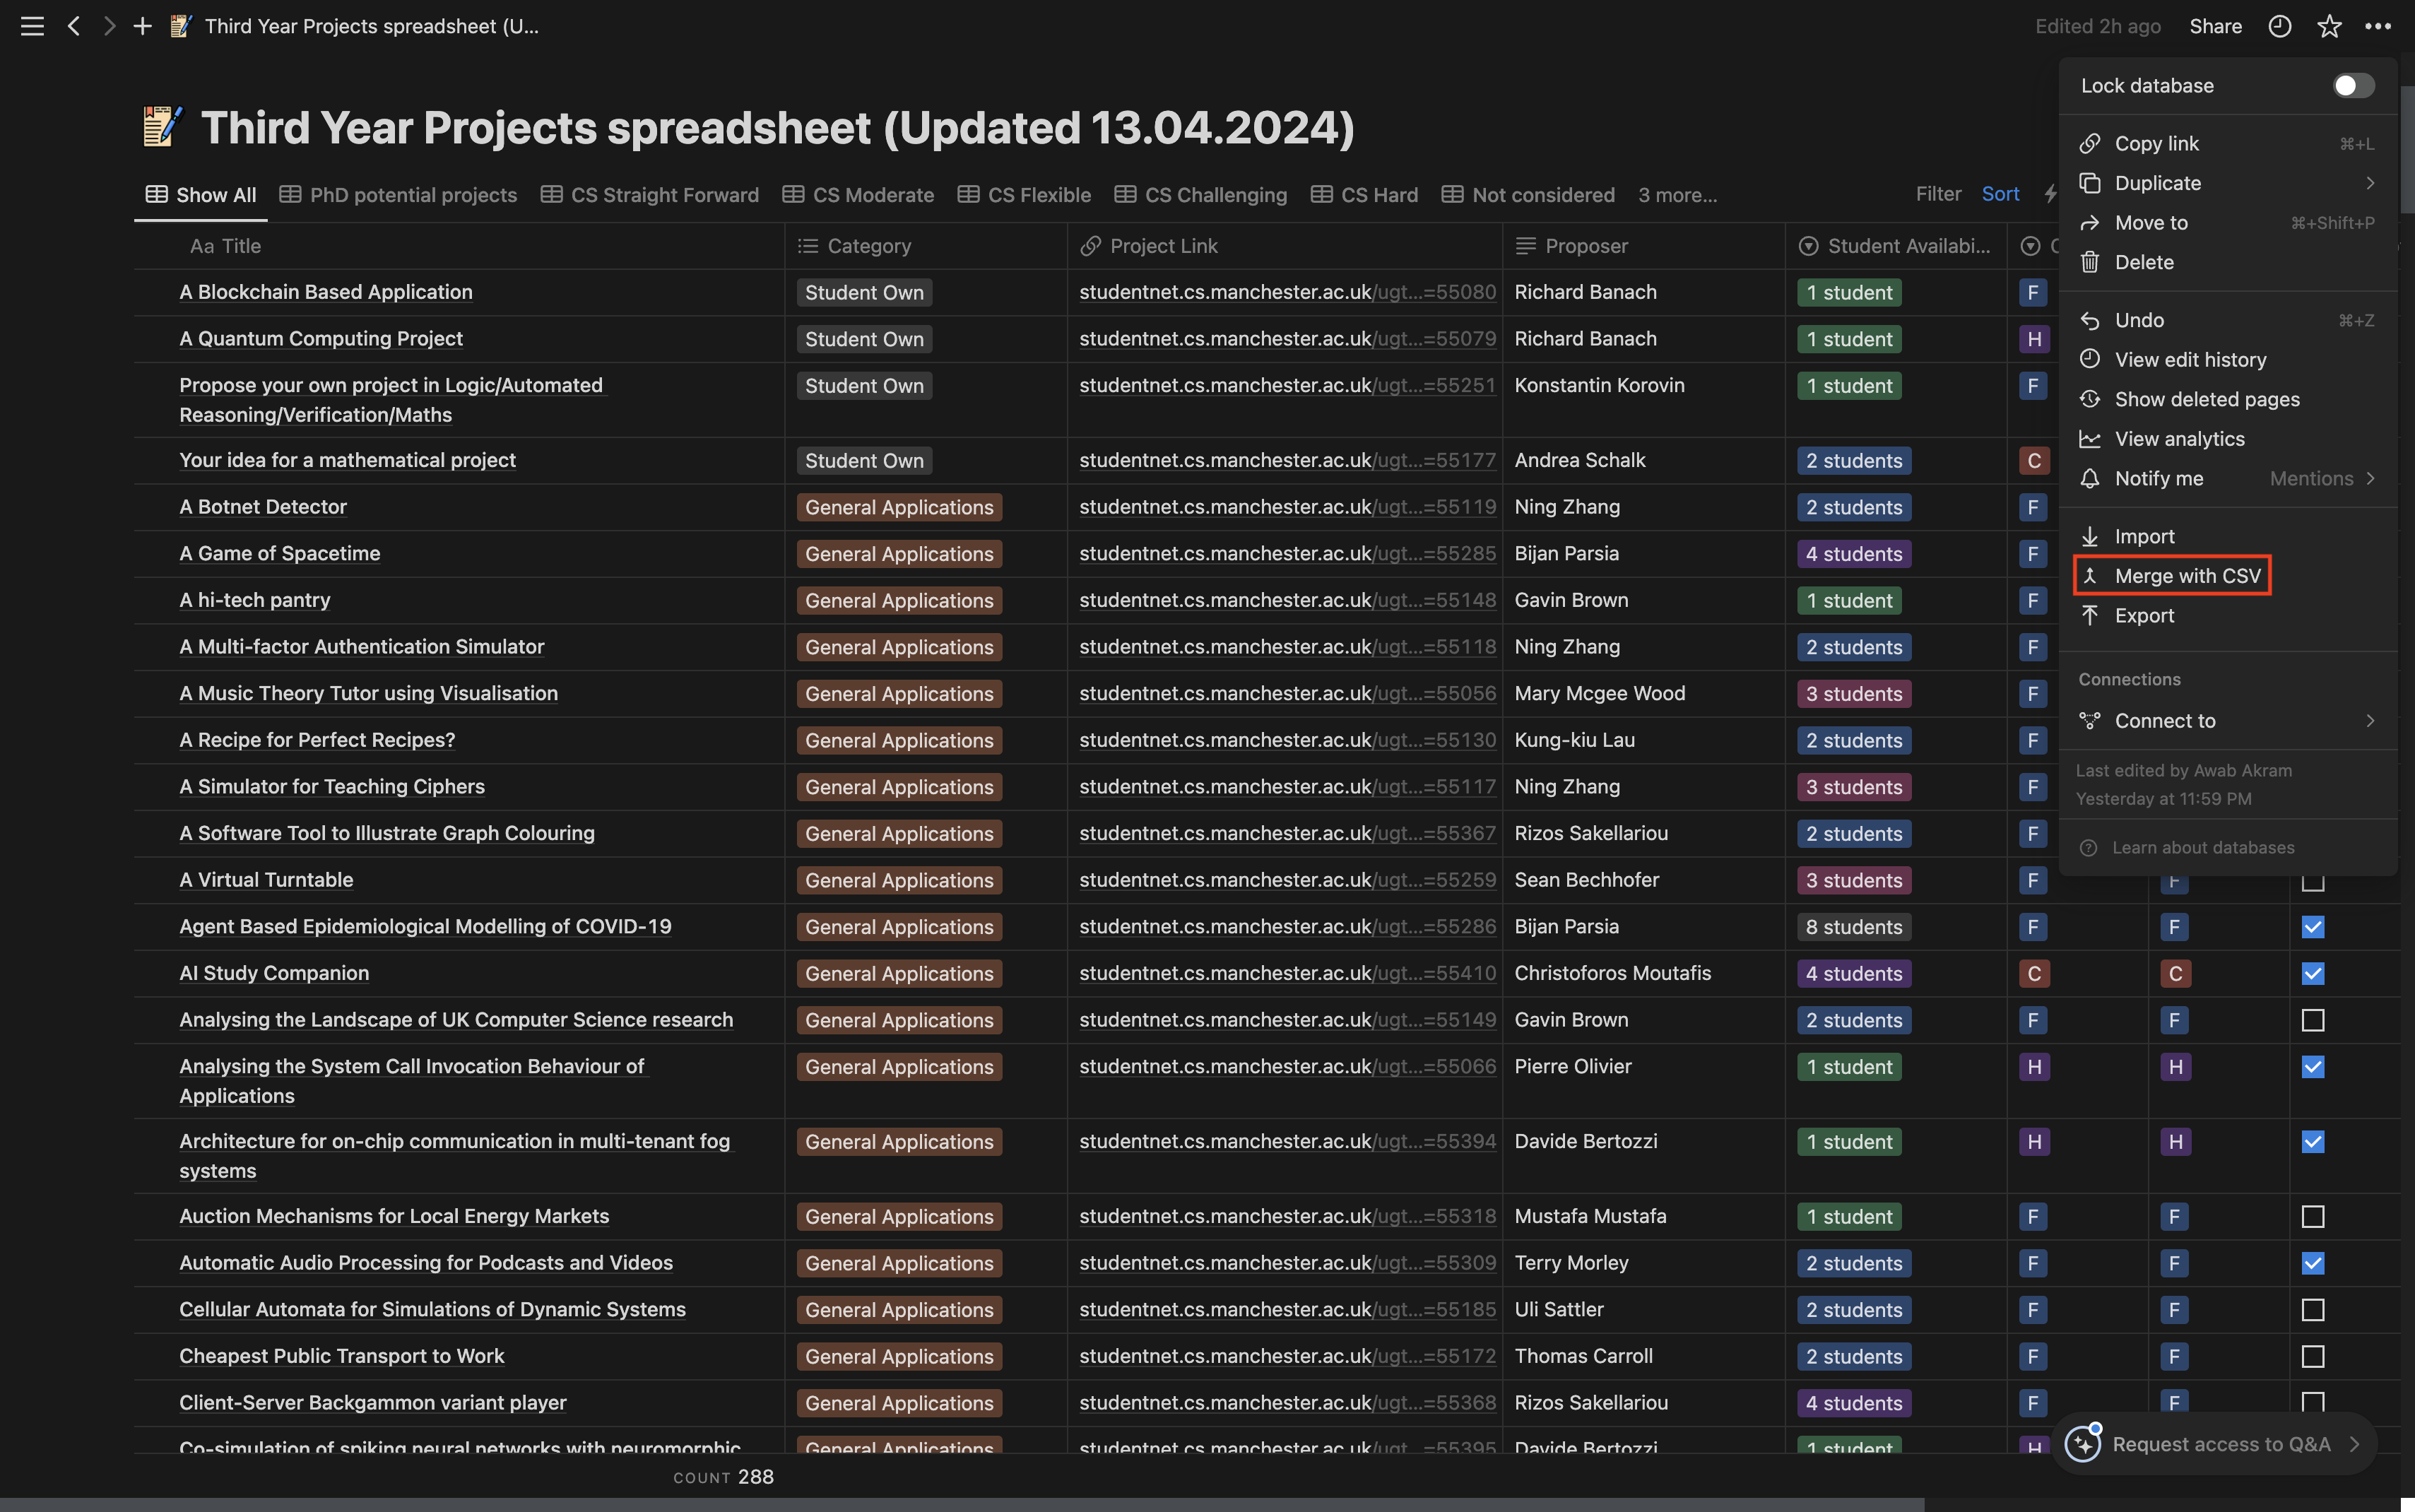 Third Year Projects spreadsheet (U...
Edited 2h ago Share
Third Year Projects spreadsheet (Updated 13.04.2024)
Show All PhD potential projects CS Straight Forward CS Moderate CS Flexible CS Challenging CS Hard Not considered 3 more... Filter Sort
Aa Title Category Project Link Proposer Student Availabi...
A Blockchain Based Application Student Own studentnet.cs.manchester.ac.uk/ugt...=55080 Richard Banach 1 student F
A Quantum Computing Project Student Own studentnet.cs.manchester.ac.uk/ugt...=55079 Richard Banach 1 student H
Propose your own project in Logic/Automated Student Own studentnet.cs.manchester.ac.uk/ugt...=55251 Konstantin Korovin 1 student F
Reasoning/Verification/Maths
Your idea for a mathematical project Student Own studentnet.cs.manchester.ac.uk/ugt...=55177 Andrea Schalk 2 students C
A Botnet Detector General Applications studentnet.cs.manchester.ac.uk/ugt...=55119 Ning Zhang 2 students F
A Game of Spacetime General Applications studentnet.cs.manchester.ac.uk/ugt...=55285 Bijan Parsia 4 students F
A hi-tech pantry General Applications studentnet.cs.manchester.ac.uk/ugt...=55148 Gavin Brown 1 student F
A Multi-factor Authentication Simulator General Applications studentnet.cs.manchester.ac.uk/ugt...=55118 Ning Zhang 2 students F
A Music Theory Tutor using Visualisation General Applications studentnet.cs.manchester.ac.uk/ugt...=55056 Mary Mcgee Wood 3 students F
A Recipe for Perfect Recipes? General Applications studentnet.cs.manchester.ac.uk/ugt...=55130 Kung-kiu Lau 2 students F
A Simulator for Teaching Ciphers General Applications studentnet.cs.manchester.ac.uk/ugt...=55117 Ning Zhang 3 students F
A Software Tool to Illustrate Graph Colouring General Applications studentnet.cs.manchester.ac.uk/ugt...=55367 Rizos Sakellariou 2 students F
A Virtual Turntable General Applications studentnet.cs.manchester.ac.uk/ugt...=55259 Sean Bechhofer 3 students F F
Agent Based Epidemiological Modelling of COVID-19 General Applications studentnet.cs.manchester.ac.uk/ugt...=55286 Bijan Parsia 8 students F F
AI Study Companion General Applications studentnet.cs.manchester.ac.uk/ugt...=55410 Christoforos Moutafis 4 students C C
Analysing the Landscape of UK Computer Science research General Applications studentnet.cs.manchester.ac.uk/ugt...=55149 Gavin Brown 2 students F F
Analysing the System Call Invocation Behaviour of General Applications studentnet.cs.manchester.ac.uk/ugt...=55066 Pierre Olivier 1 student H H
Applications
Architecture for on-chip communication in multi-tenant fog General Applications studentnet.cs.manchester.ac.uk/ugt...=55394 Davide Bertozzi 1 student H H
systems
Auction Mechanisms for Local Energy Markets General Applications studentnet.cs.manchester.ac.uk/ugt...=55318 Mustafa Mustafa 1 student F F
Automatic Audio Processing for Podcasts and Videos General Applications studentnet.cs.manchester.ac.uk/ugt...=55309 Terry Morley 2 students F F
Cellular Automata for Simulations of Dynamic Systems General Applications studentnet.cs.manchester.ac.uk/ugt...=55185 Uli Sattler 2 students F F
Cheapest Public Transport to Work General Applications studentnet.cs.manchester.ac.uk/ugt...=55172 Thomas Carroll 2 students F F
Client-Server Backgammon variant player General Applications studentnet.cs.manchester.ac.uk/ugt...=55368 Rizos Sakellariou 4 students F F
Co-simulation of spiking neural networks with neuromorphic General Applications studentnet.cs.manchester.ac.uk/ugt...=55395 Davide Bertozzi 1 student H
COUNT 288
Lock database
Copy link ⌘+L
Duplicate
Move to ⌘+Shift+P
Delete
Undo ⌘+Z
View edit history
Show deleted pages
View analytics
Notify me Mentions
Import
Merge with CSV
Export
Connections
Connect to
Last edited by Awab Akram
Yesterday at 11:59 PM
Learn about databases
Request access to Q&A